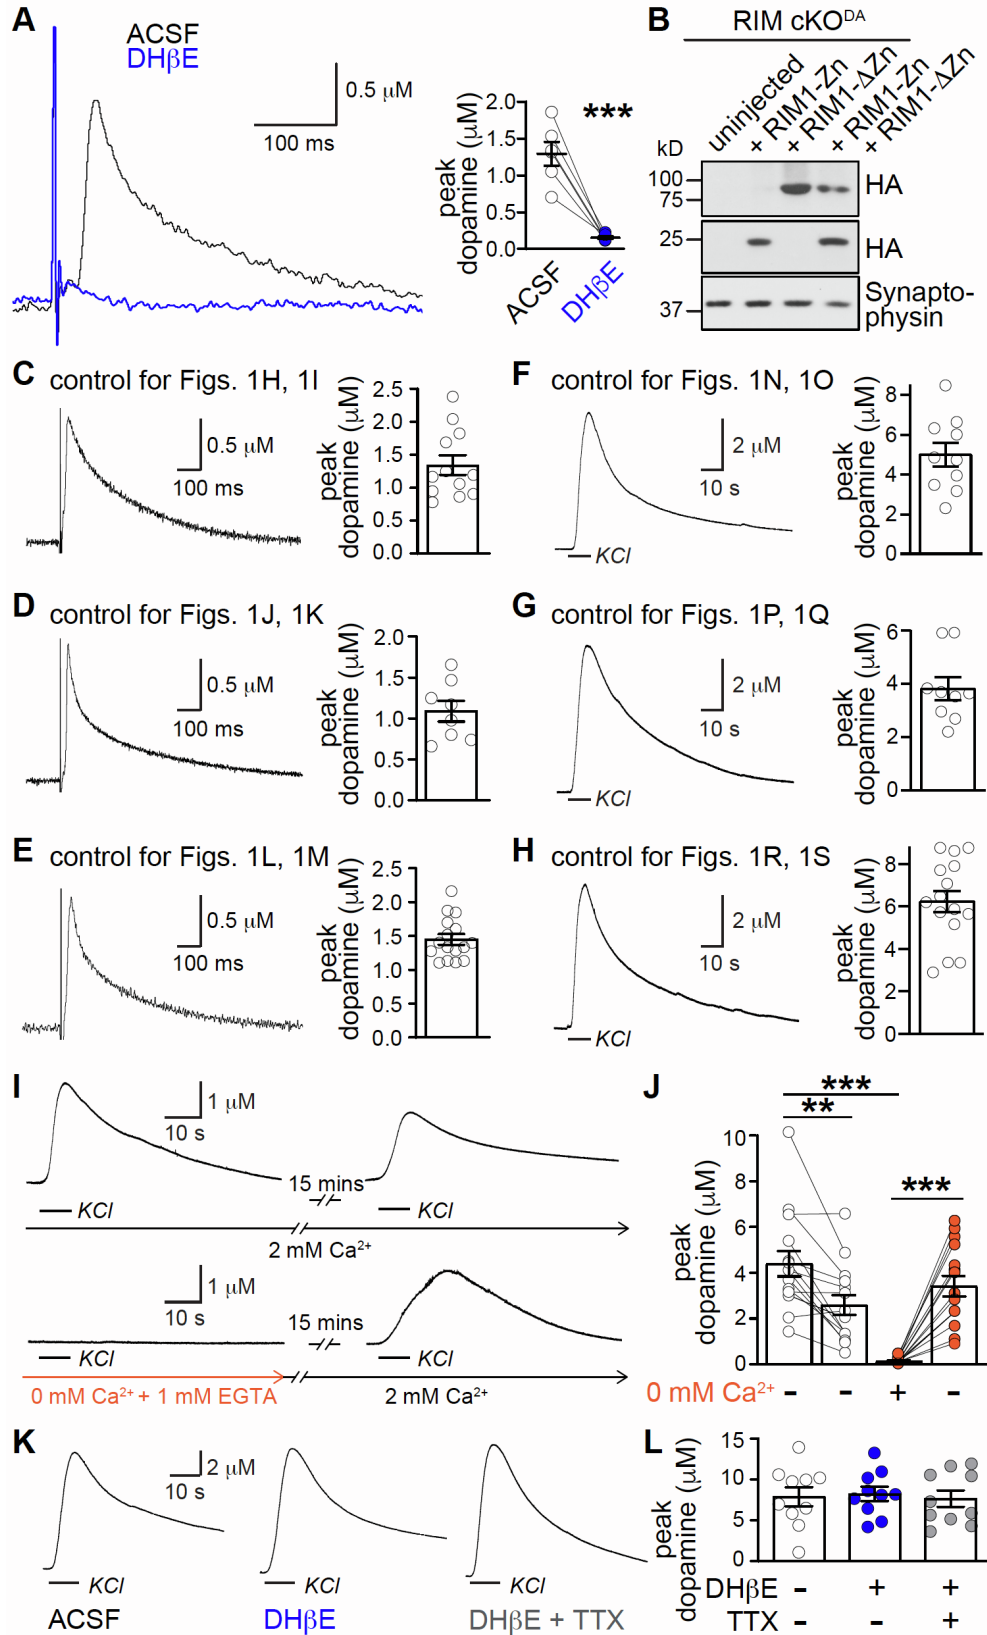 A
ACSF
DHβE
0.5 μM
100 ms
peak
dopamine (μM)
2.0
1.5
1.0
0.5
0.0
***
ACSF
DHβE
B
RIM cKO^DA
uninjected
+ RIM1-Zn
+ RIM1-ΔZn
+ RIM1-Zn
+ RIM1-ΔZn
kD
100
75
HA
25
HA
37
Synapto-
physin
C
control for Figs. 1H, 1I
0.5 μM
100 ms
peak
dopamine (μM)
2.5
2.0
1.5
1.0
0.5
0.0
F
control for Figs. 1N, 1O
2 μM
10 s
KCl
peak
dopamine (μM)
8
6
4
2
0
D
control for Figs. 1J, 1K
0.5 μM
100 ms
peak
dopamine (μM)
2.0
1.5
1.0
0.5
0.0
G
control for Figs. 1P, 1Q
2 μM
10 s
KCl
peak
dopamine (μM)
6
4
2
0
E
control for Figs. 1L, 1M
0.5 μM
100 ms
peak
dopamine (μM)
2.5
2.0
1.5
1.0
0.5
0.0
H
control for Figs. 1R, 1S
2 μM
10 s
KCl
peak
dopamine (μM)
8
6
4
2
0
I
1 μM
10 s
KCl
15 mins
KCl
2 mM Ca²⁺
1 μM
10 s
KCl
15 mins
KCl
0 mM Ca²⁺ + 1 mM EGTA
2 mM Ca²⁺
J
***
**
***
peak
dopamine (μM)
10
8
6
4
2
0
0 mM Ca²⁺ - - + -
K
2 μM
10 s
KCl
KCl
KCl
ACSF
DHβE
DHβE + TTX
L
peak
dopamine (μM)
15
10
5
0
DHβE - + +
TTX - - +